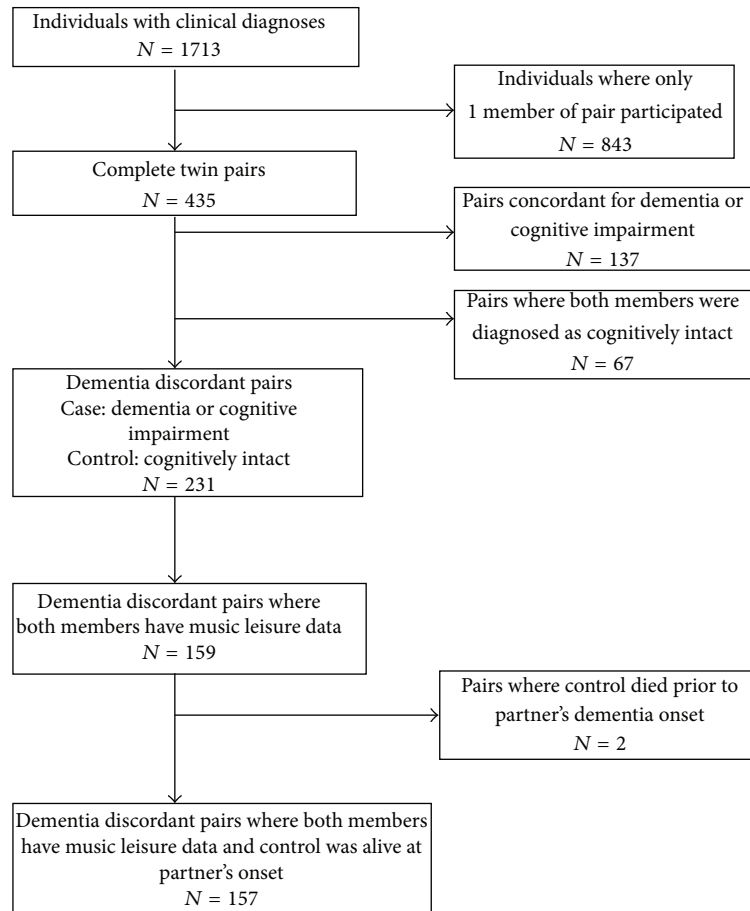 Individuals with clinical diagnoses
N = 1713
Individuals where only
1 member of pair participated
N = 843
Complete twin pairs
N = 435
Pairs concordant for dementia or
cognitive impairment
N = 137
Pairs where both members were
diagnosed as cognitively intact
N = 67
Dementia discordant pairs
Case: dementia or cognitive
impairment
Control: cognitively intact
N = 231
Dementia discordant pairs where
both members have music leisure data
N = 159
Pairs where control died prior to
partner's dementia onset
N = 2
Dementia discordant pairs where both members
have music leisure data and control was alive at
partner's onset
N = 157